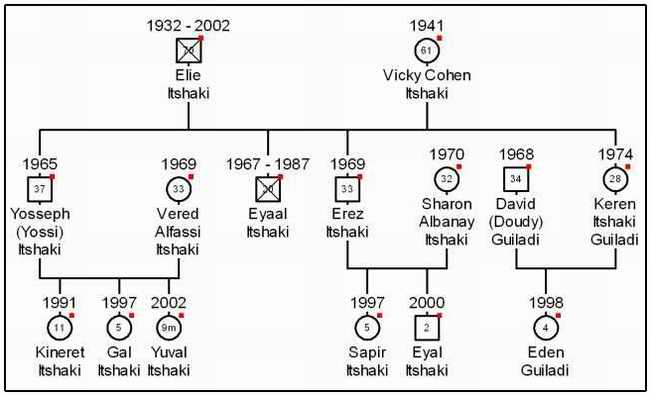 1932 - 2002
1941
70
61
Elie
Itshaki
Vicky Cohen
Itshaki
1965
1969
1967 - 1987
1969
1970
1968
1974
37
33
20
33
32
34
28
Yosseph
(Yossi)
Itshaki
Vered
Alfassi
Itshaki
Eyaal
Itshaki
Erez
Itshaki
Sharon
Albanay
Itshaki
David
(Doudy)
Guiladi
Keren
Itshaki
Guiladi
1991
1997
2002
1997
2000
1998
11
5
9m
5
2
4
Kineret
Itshaki
Gal
Itshaki
Yuval
Itshaki
Sapir
Itshaki
Eyal
Itshaki
Eden
Guiladi